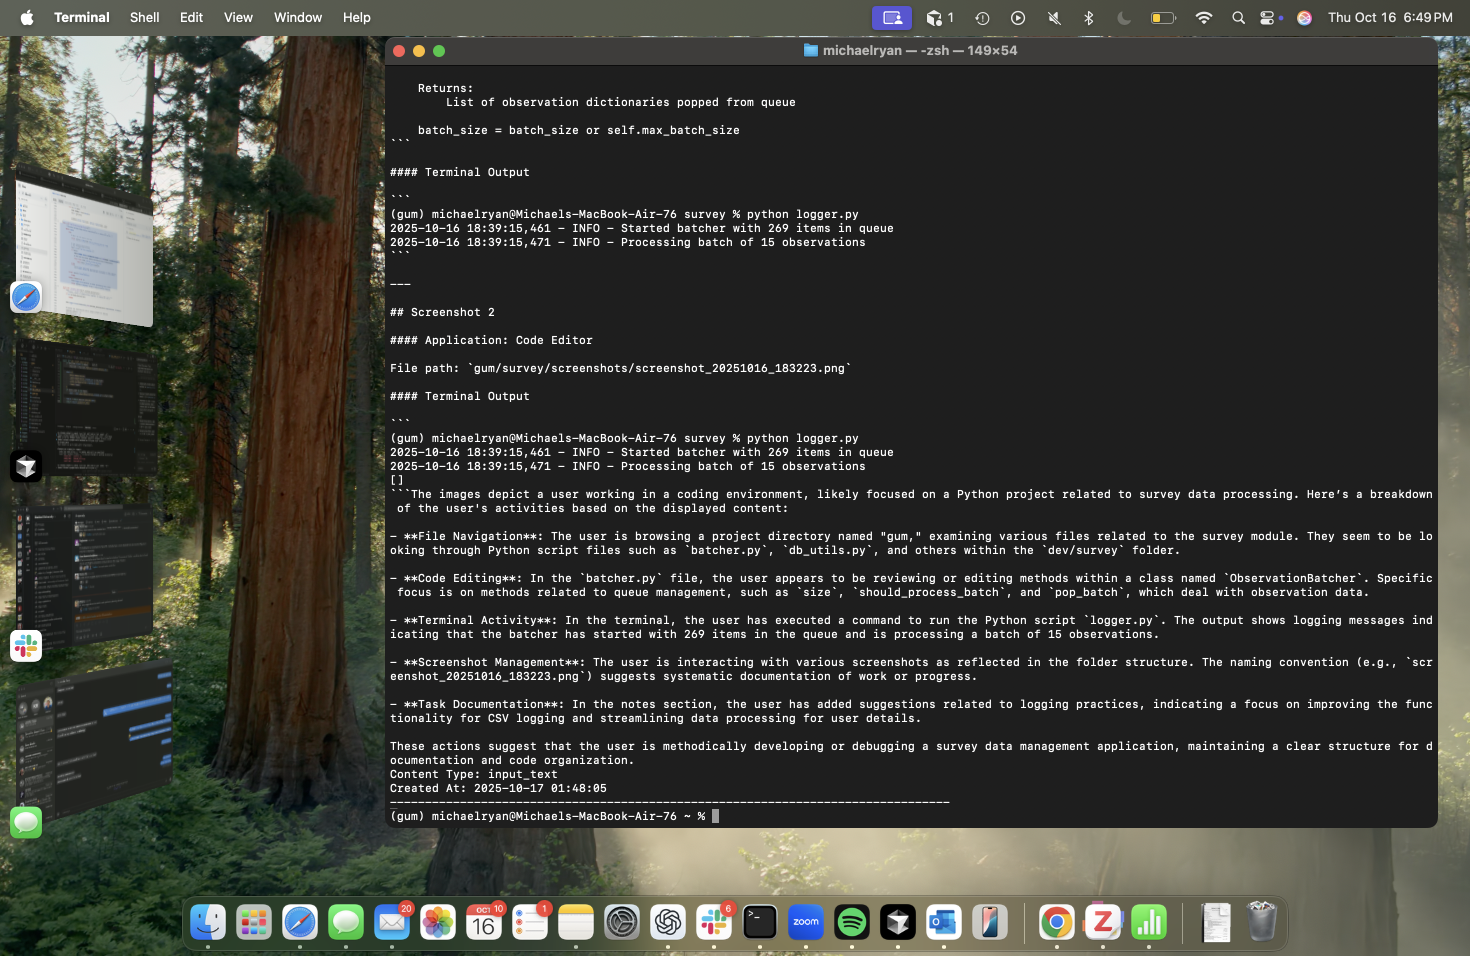 Terminal Shell Edit View Window Help 1 Thu Oct 16 6:49 PM
michaelryan — -zsh — 149×54
Returns:
List of observation dictionaries popped from queue
batch_size = batch_size or self.max_batch_size
```
#### Terminal Output
```
(gum) michaelryan@Michaels-MacBook-Air-76 survey % python logger.py
2025-10-16 18:39:15,461 - INFO - Started batcher with 269 items in queue
2025-10-16 18:39:15,471 - INFO - Processing batch of 15 observations
```
---
## Screenshot 2
#### Application: Code Editor
File path: `gum/survey/screenshots/screenshot_20251016_183223.png`
#### Terminal Output
```
(gum) michaelryan@Michaels-MacBook-Air-76 survey % python logger.py
2025-10-16 18:39:15,461 - INFO - Started batcher with 269 items in queue
2025-10-16 18:39:15,471 - INFO - Processing batch of 15 observations
[]
```The images depict a user working in a coding environment, likely focused on a Python project related to survey data processing. Here's a breakdown
of the user's activities based on the displayed content:
- **File Navigation**: The user is browsing a project directory named "gum," examining various files related to the survey module. They seem to be lo
oking through Python script files such as `batcher.py`, `db_utils.py`, and others within the `dev/survey` folder.
- **Code Editing**: In the `batcher.py` file, the user appears to be reviewing or editing methods within a class named `ObservationBatcher`. Specific
focus is on methods related to queue management, such as `size`, `should_process_batch`, and `pop_batch`, which deal with observation data.
- **Terminal Activity**: In the terminal, the user has executed a command to run the Python script `logger.py`. The output shows logging messages ind
icating that the batcher has started with 269 items in the queue and is processing a batch of 15 observations.
- **Screenshot Management**: The user is interacting with various screenshots as reflected in the folder structure. The naming convention (e.g., `scr
eenshot_20251016_183223.png`) suggests systematic documentation of work or progress.
- **Task Documentation**: In the notes section, the user has added suggestions related to logging practices, indicating a focus on improving the func
tionality for CSV logging and streamlining data processing for user details.
These actions suggest that the user is methodically developing or debugging a survey data management application, maintaining a clear structure for d
ocumentation and code organization.
Content Type: input_text
Created At: 2025-10-17 01:48:05
--------------------------------------------------------------------------------
(gum) michaelryan@Michaels-MacBook-Air-76 ~ %
20 OCT 10 1 6
16 >_ zoom Z